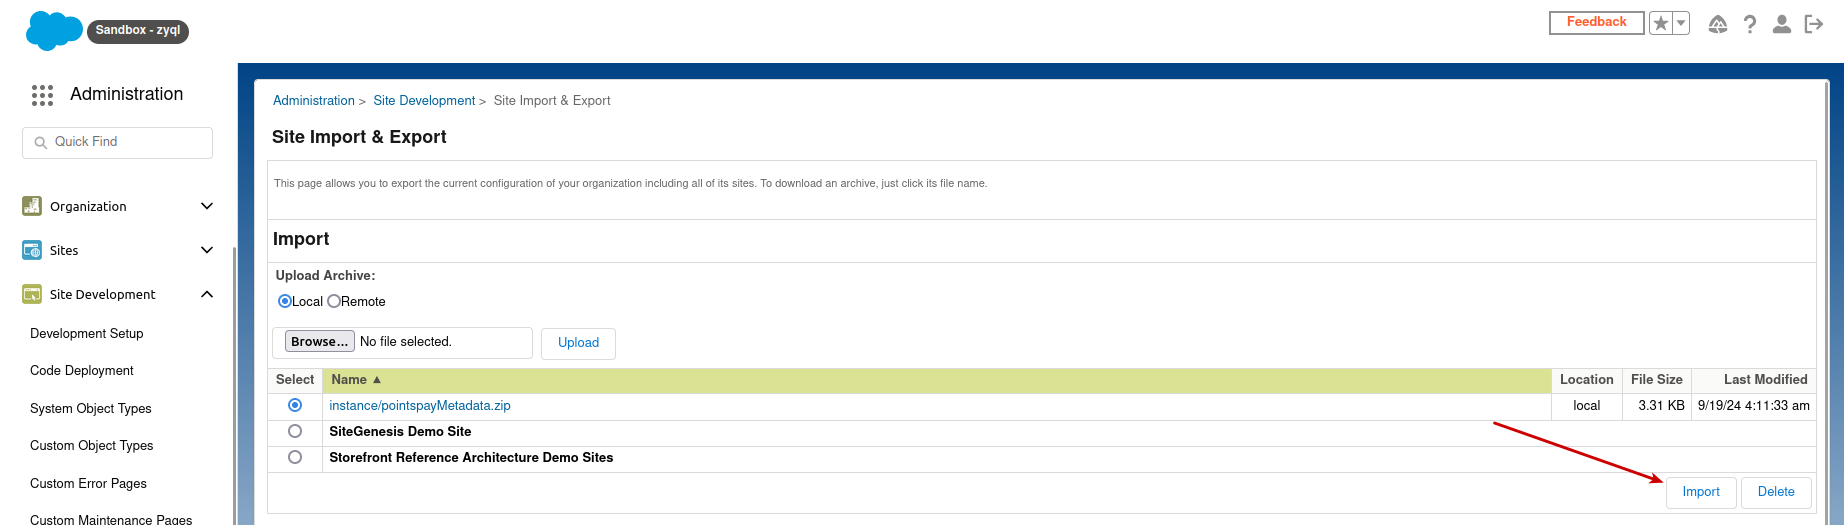 Sandbox - zyql
Feedback
Administration
Quick Find
Organization
Sites
Site Development
Development Setup
Code Deployment
System Object Types
Custom Object Types
Custom Error Pages
Custom Maintenance Pages
Administration > Site Development > Site Import & Export
Site Import & Export
This page allows you to export the current configuration of your organization including all of its sites. To download an archive, just click its file name.
Import
Upload Archive:
Local Remote
Browse... No file selected. Upload
Select Name ▲ Location File Size Last Modified
instance/pointspayMetadata.zip local 3.31 KB 9/19/24 4:11:33 am
SiteGenesis Demo Site
Storefront Reference Architecture Demo Sites
Import Delete